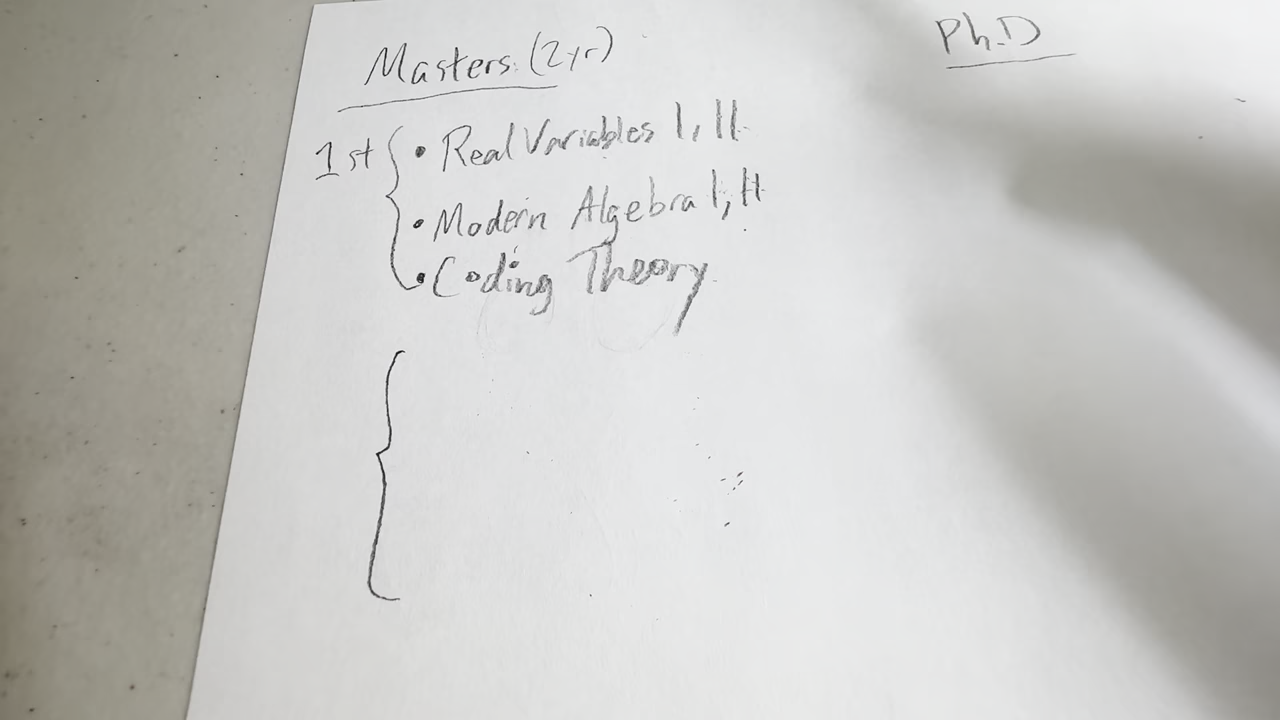 Masters (2yr)
Ph.D
1st { • Real Variables I, II
• Modern Algebra I, II
• Coding Theory
{